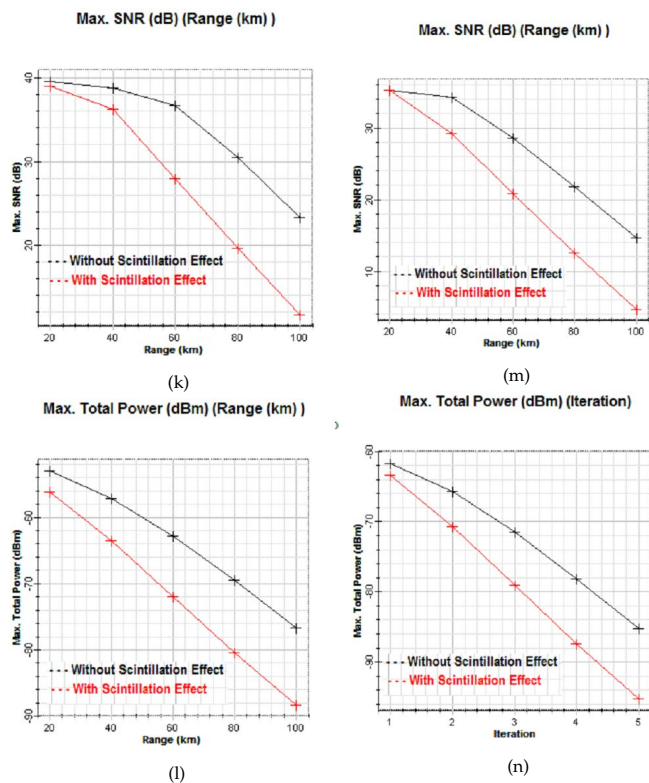 Max. SNR (dB) (Range (km) )
Max. SNR (dB)
40
30
20
Without Scintillation Effect
With Scintillation Effect
20 40 60 80 100
Range (km)
(k)
Max. SNR (dB) (Range (km) )
Max. SNR (dB)
30
20
10
Without Scintillation Effect
With Scintillation Effect
20 40 60 80 100
Range (km)
(m)
Max. Total Power (dBm) (Range (km) )
Max. Total Power (dBm)
-60
-70
-80
-90
Without Scintillation Effect
With Scintillation Effect
20 40 60 80 100
Range (km)
(l)
Max. Total Power (dBm) (Iteration)
Max. Total Power (dBm)
-60
-70
-80
-90
Without Scintillation Effect
With Scintillation Effect
1 2 3 4 5
Iteration
(n)